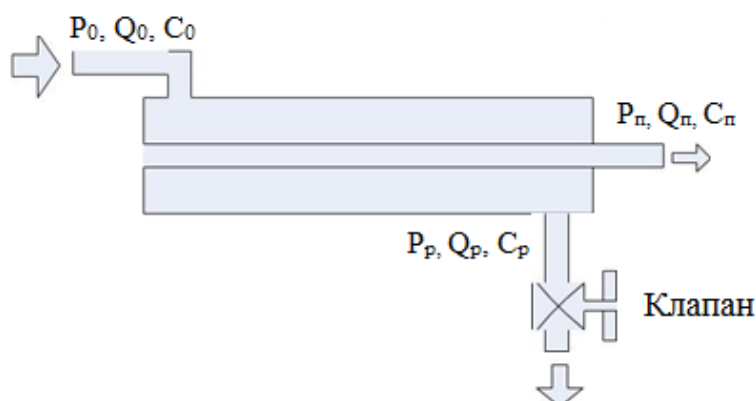 P₀, Q₀, C₀
Pп, Qп, Cп
Pр, Qр, Cр
Клапан